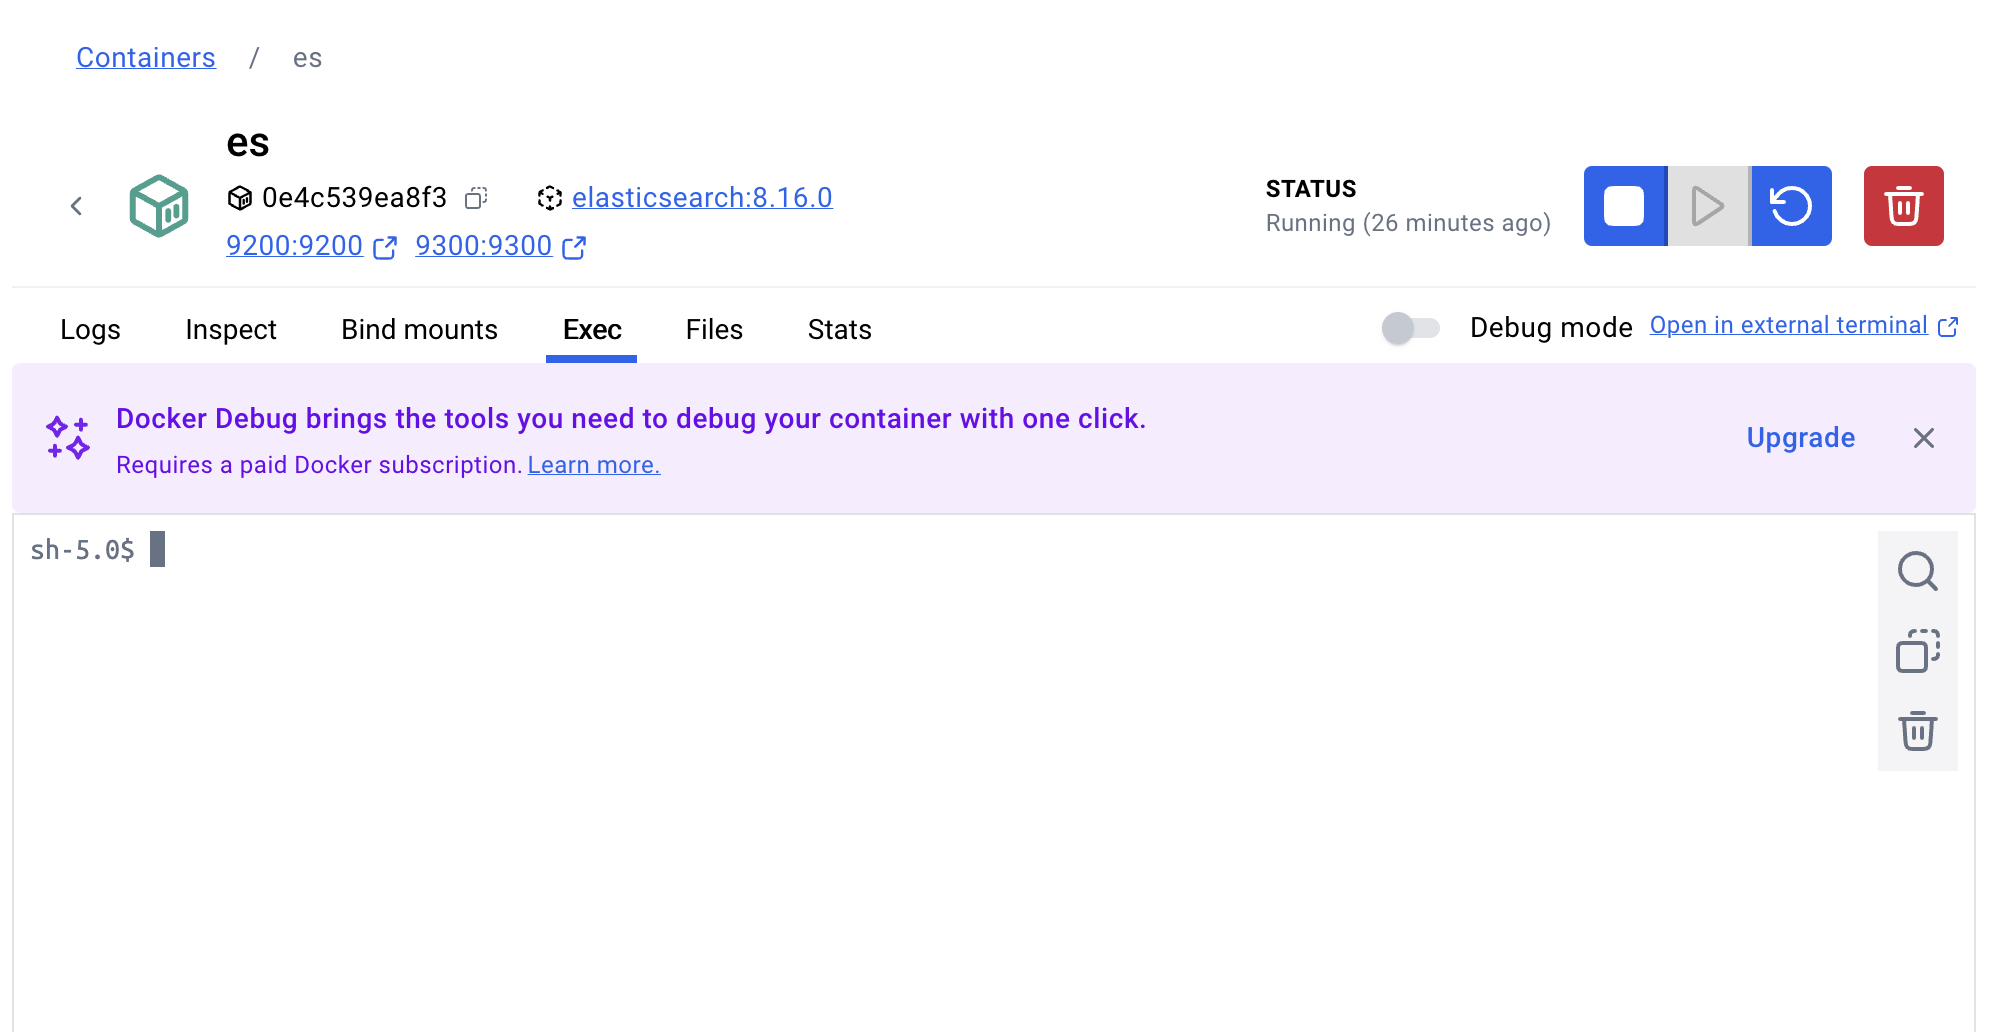 Containers / es
es
0e4c539ea8f3 elasticsearch:8.16.0
9200:9200 9300:9300
STATUS
Running (26 minutes ago)
Logs Inspect Bind mounts Exec Files Stats Debug mode Open in external terminal
Docker Debug brings the tools you need to debug your container with one click.
Requires a paid Docker subscription. Learn more.
Upgrade
sh-5.0$